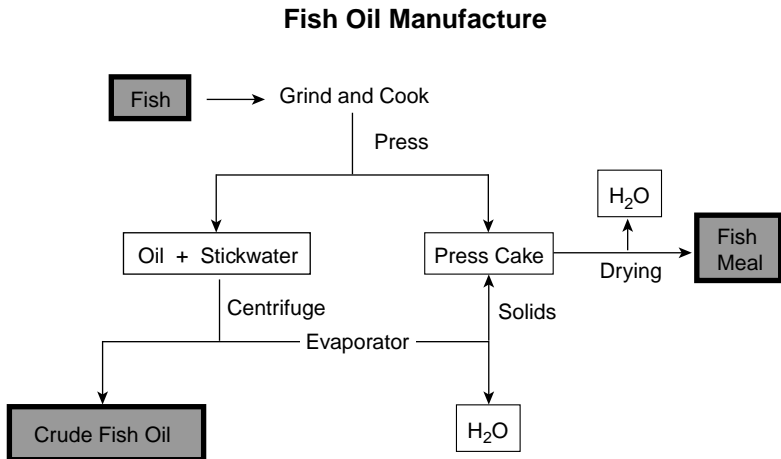 Fish Oil Manufacture
Fish
Grind and Cook
Press
H₂O
Oil + Stickwater
Press Cake
Drying
Fish
Meal
Centrifuge
Solids
Evaporator
Crude Fish Oil
H₂O